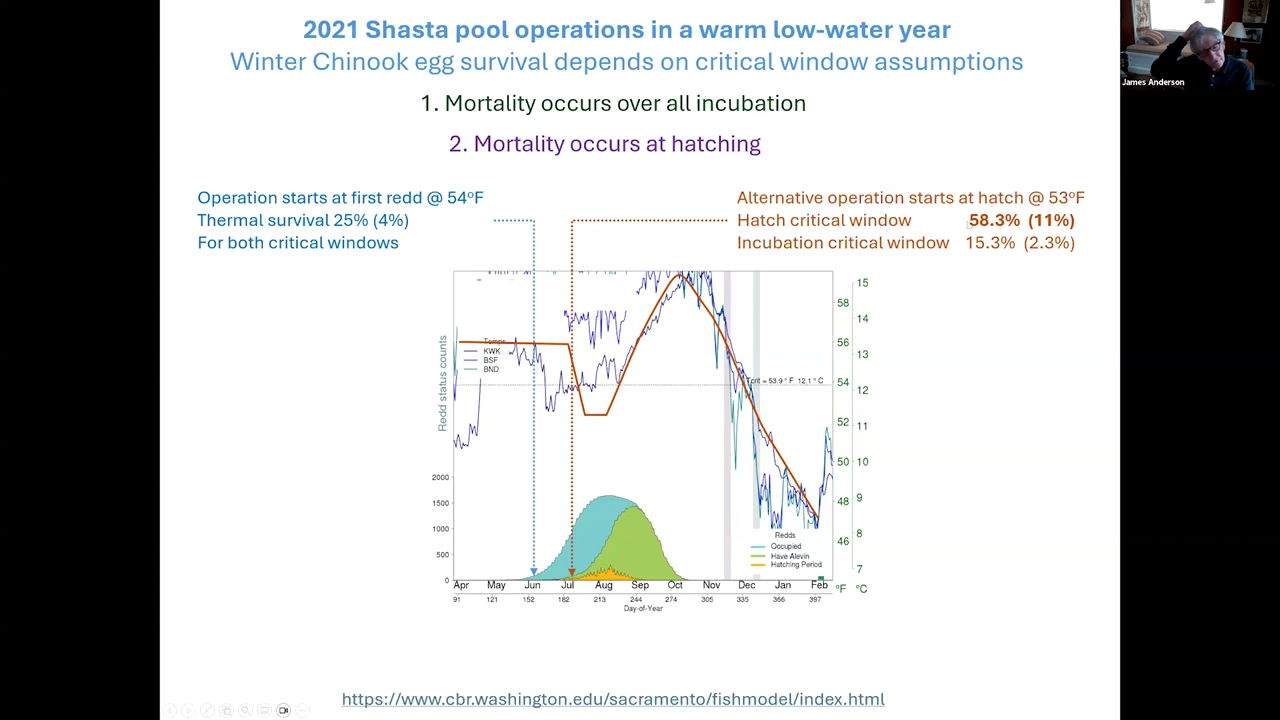 2021 Shasta pool operations in a warm low-water year
Winter Chinook egg survival depends on critical window assumptions
1. Mortality occurs over all incubation
2. Mortality occurs at hatching
James Anderson
Operation starts at first redd @ 54ºF
Thermal survival 25% (4%)
For both critical windows
Alternative operation starts at hatch @ 53ºF
Hatch critical window 58.3% (11%)
Incubation critical window 15.3% (2.3%)
Redd status counts
Temps
KWK
BSF
BND
Tcrit = 53.9 ° F 12.1 ° C
58
56
54
52
50
48
46
°F
15
14
13
12
11
10
9
8
7
°C
2000
1500
1000
500
0
Redds
Occupied
Have Alevin
Hatching Period
Apr May Jun Jul Aug Sep Oct Nov Dec Jan Feb
91 121 152 182 213 244 274 305 335 366 397
Day-of-Year
https://www.cbr.washington.edu/sacramento/fishmodel/index.html